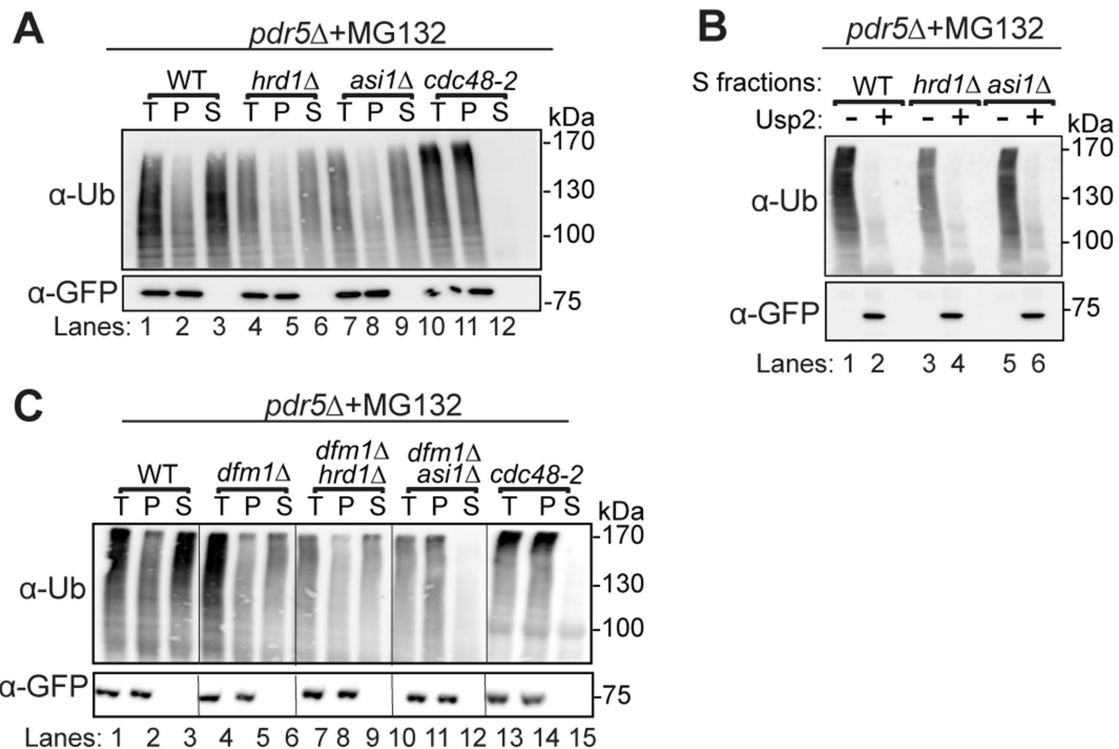 A
pdr5Δ+MG132
WT hrd1Δ asi1Δ cdc48-2
T P S T P S T P S T P S
kDa
α-Ub
-170
-130
-100
α-GFP
-75
Lanes: 1 2 3 4 5 6 7 8 9 10 11 12
B
pdr5Δ+MG132
S fractions: WT hrd1Δ asi1Δ
Usp2: - + - + - +
kDa
α-Ub
-170
-130
-100
α-GFP
-75
Lanes: 1 2 3 4 5 6
C
pdr5Δ+MG132
WT dfm1Δ dfm1Δ hrd1Δ dfm1Δ asi1Δ cdc48-2
T P S T P S T P S T P S T P S
kDa
α-Ub
-170
-130
-100
α-GFP
-75
Lanes: 1 2 3 4 5 6 7 8 9 10 11 12 13 14 15